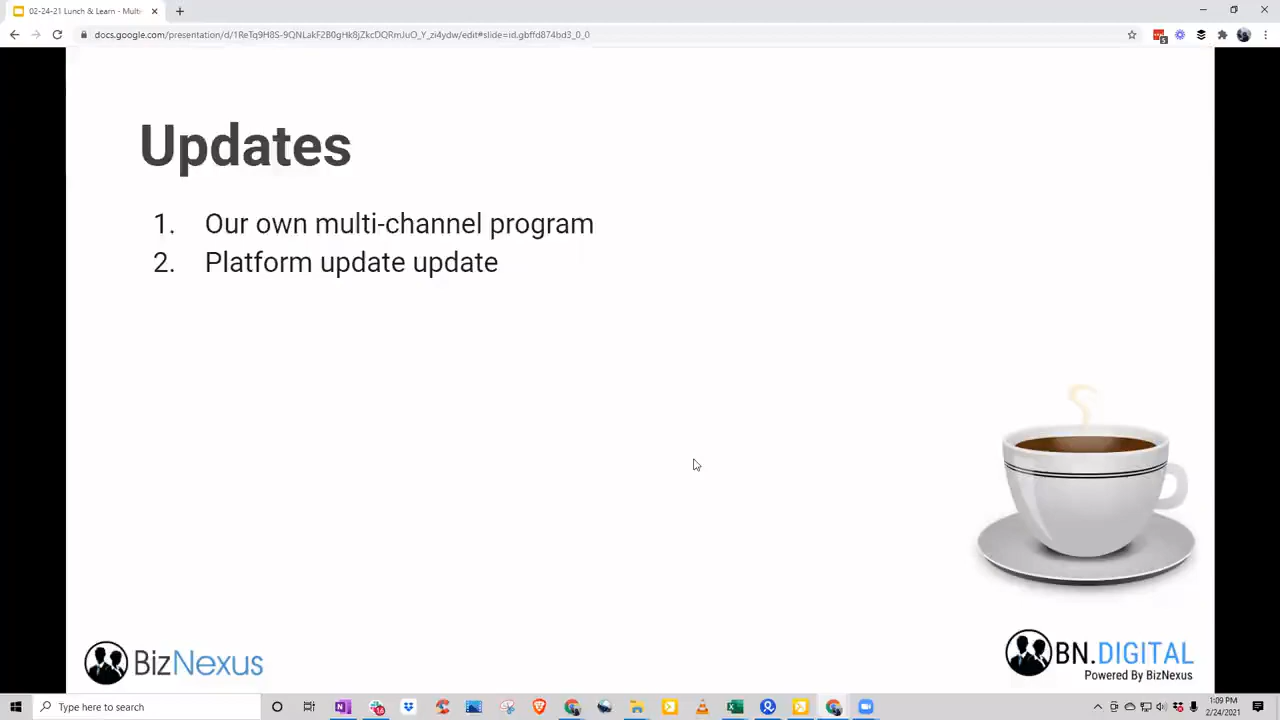 02-24-21 Lunch & Learn - Multi-
docs.google.com/presentation/d/1ReTq9H8S-9QNLakF2B0gHk8jZkcDQRmJuO_Y_zi4ydw/edit#slide=id.gbffd874bd3_0_0
5
Updates
1. Our own multi-channel program
2. Platform update update
BizNexus
BN.DIGITAL
Powered By BizNexus
Type here to search
1:09 PM
2/24/2021